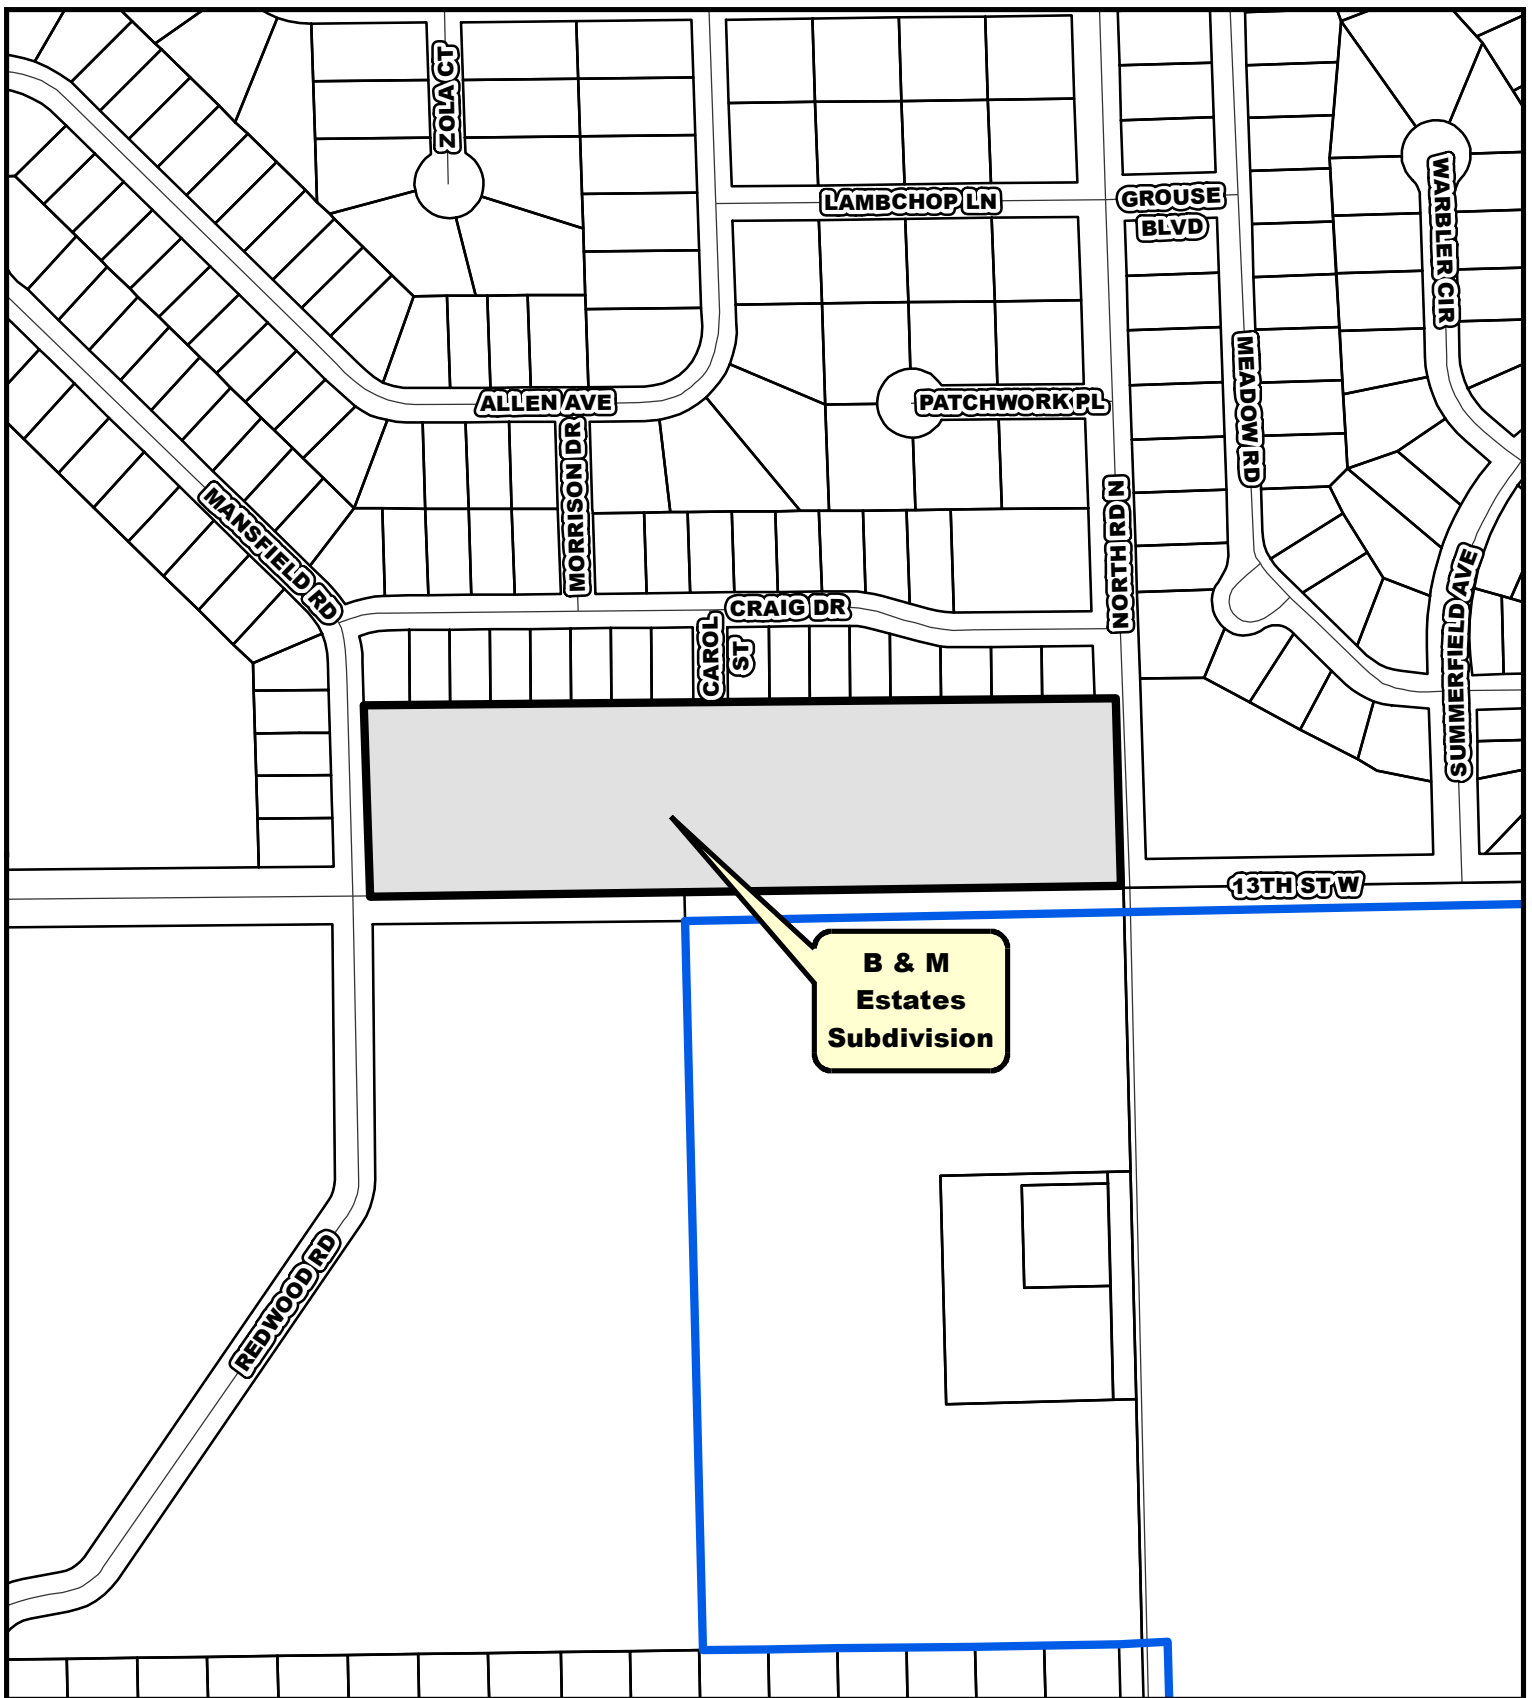 ZOLA CT
LAMBCHOP LN
GROUSE
BLVD
WARBLER CIR
ALLEN AVE
PATCHWORK PL
MEADOW RD
MORRISON DR
MANSFIELD RD
NORTH RD N
CRAIG DR
CAROL
ST
SUMMERFIELD AVE
13TH ST W
B & M
Estates
Subdivision
REDWOOD RD